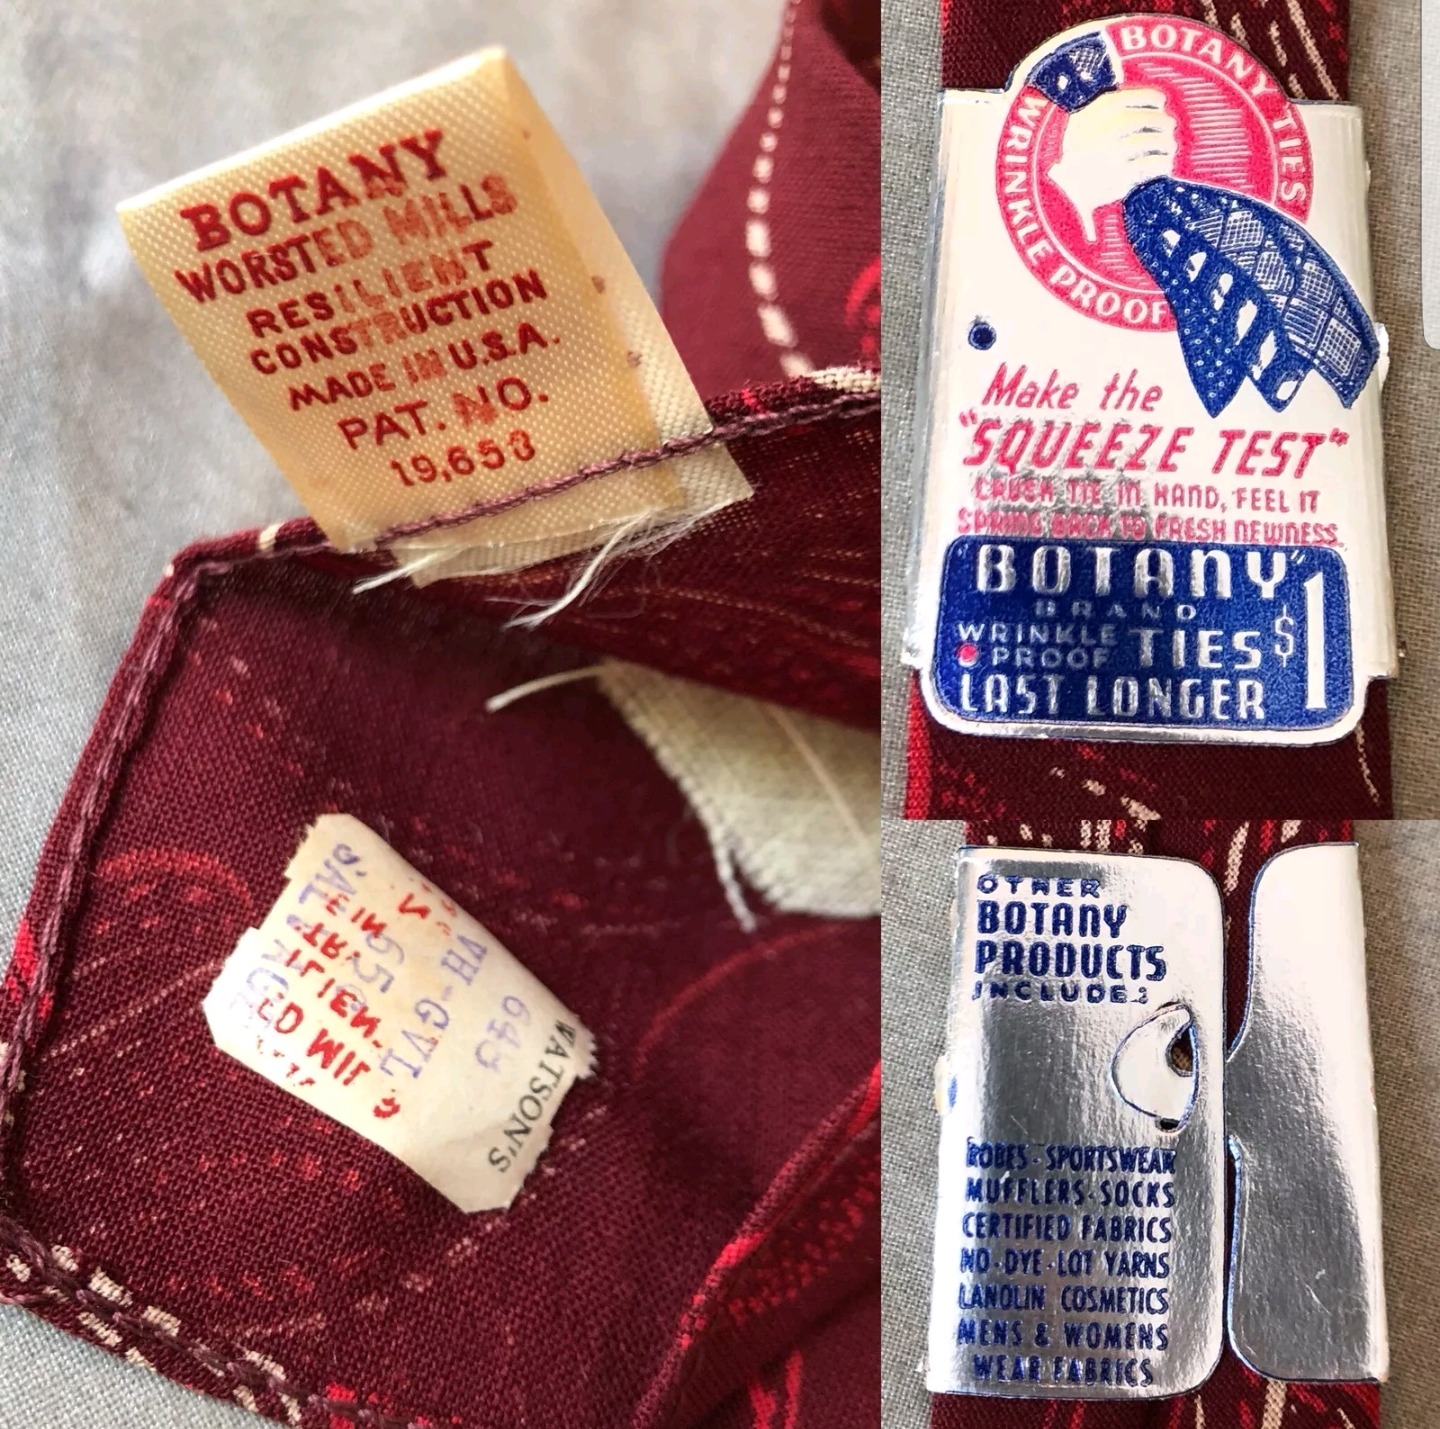 BOTANY
WORSTED MILLS
RESILIENT
CONSTRUCTION
MADE IN U.S.A.
PAT. NO.
19,653
WATSON'S
BOTANY TIES
WRINKLE PROOF
Make the
"SQUEEZE TEST"
CRUSH TIE IN HAND, FEEL IT
SPRING BACK TO FRESH NEWNESS.
"BOTANY"
BRAND
WRINKLE PROOF TIES $1
LAST LONGER
OTHER
BOTANY
PRODUCTS
INCLUDE:
ROBES - SPORTSWEAR
MUFFLERS - SOCKS
CERTIFIED FABRICS
NO-DYE-LOT YARNS
LANOLIN COSMETICS
MENS & WOMENS
WEAR FABRICS